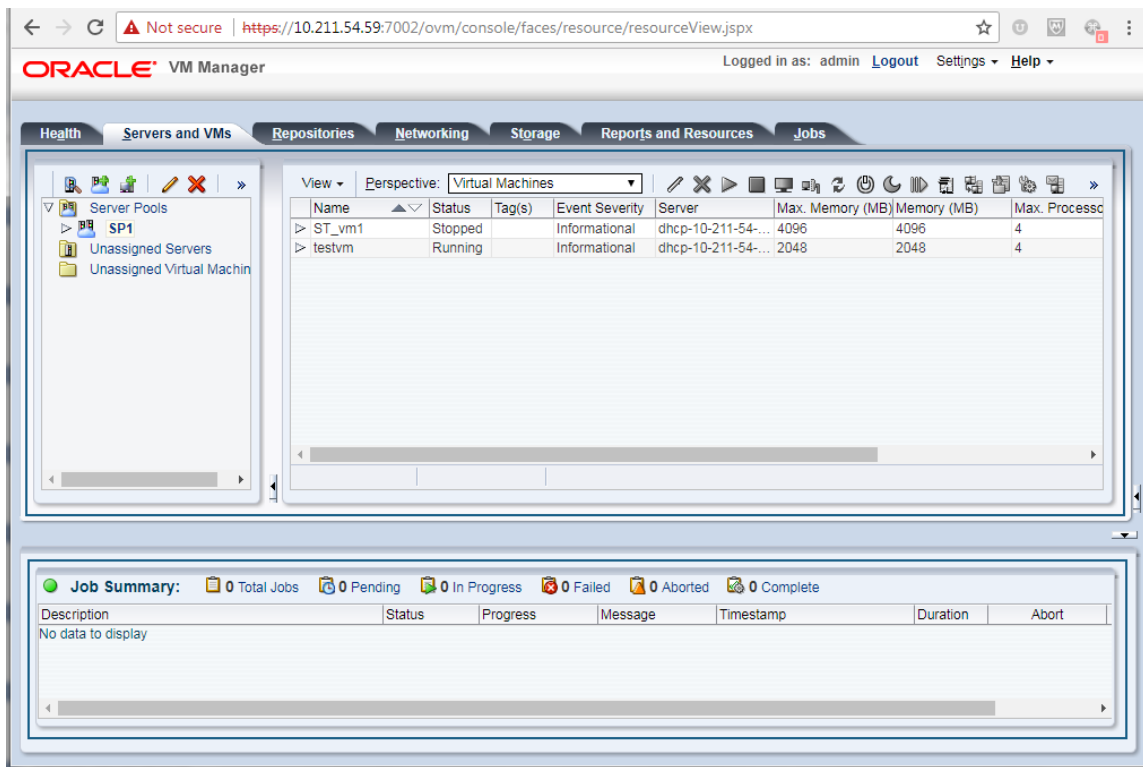 Not secure | https://10.211.54.59:7002/ovm/console/faces/resource/resourceView.jspx
ORACLE VM Manager
Logged in as: admin Logout Settings Help
Health Servers and VMs Repositories Networking Storage Reports and Resources Jobs
View Perspective: Virtual Machines
Server Pools
SP1
Unassigned Servers
Unassigned Virtual Machin
Name Status Tag(s) Event Severity Server Max. Memory (MB) Memory (MB) Max. Processo
ST_vm1 Stopped Informational dhcp-10-211-54-... 4096 4096 4
testvm Running Informational dhcp-10-211-54-... 2048 2048 4
Job Summary: 0 Total Jobs 0 Pending 0 In Progress 0 Failed 0 Aborted 0 Complete
Description Status Progress Message Timestamp Duration Abort
No data to display